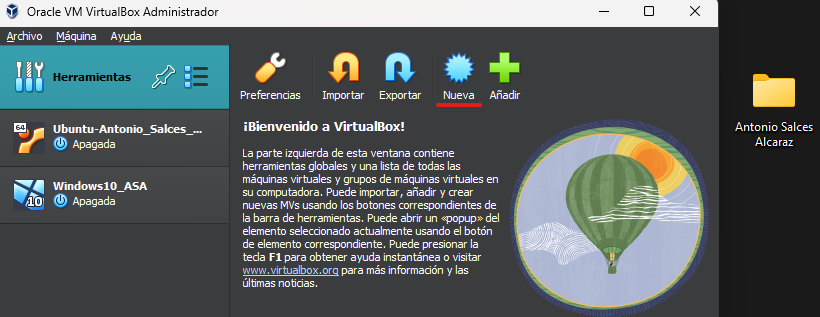 Oracle VM VirtualBox Administrador
Archivo Máquina Ayuda
Herramientas
Preferencias Importar Exportar Nueva Añadir
64
Ubuntu-Antonio_Salces_...
Apagada
10
Windows10_ASA
Apagada
¡Bienvenido a VirtualBox!
La parte izquierda de esta ventana contiene
herramientas globales y una lista de todas las
máquinas virtuales y grupos de máquinas virtuales en
su computadora. Puede importar, añadir y crear
nuevas MVs usando los botones correspondientes de
la barra de herramientas. Puede abrir un «popup» del
elemento seleccionado actualmente usando el botón
de elemento correspondiente. Puede presionar la
tecla F1 para obtener ayuda instantánea o visitar
www.virtualbox.org para más información y las
últimas noticias.
Antonio Salces
Alcaraz